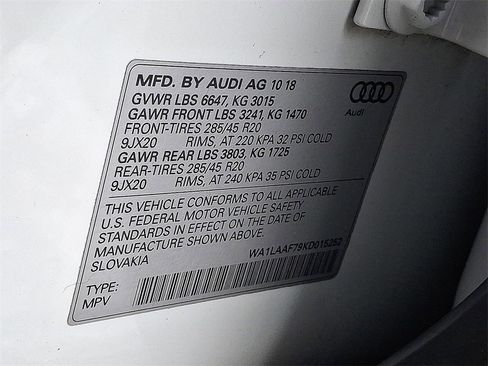 MFD. BY AUDI AG 10 18
GVWR LBS 6647, KG 3015
GAWR FRONT LBS 3241, KG 1470
FRONT-TIRES 285/45 R20
9JX20 RIMS, AT 220 KPA 32 PSI COLD
GAWR REAR LBS 3803, KG 1725
REAR-TIRES 285/45 R20
9JX20 RIMS, AT 240 KPA 35 PSI COLD
Audi
THIS VEHICLE CONFORMS TO ALL APPLICABLE
U.S. FEDERAL MOTOR VEHICLE SAFETY
STANDARDS IN EFFECT ON THE DATE OF
MANUFACTURE SHOWN ABOVE.
SLOVAKIA
WA1LAAF79KD015252
TYPE:
MPV